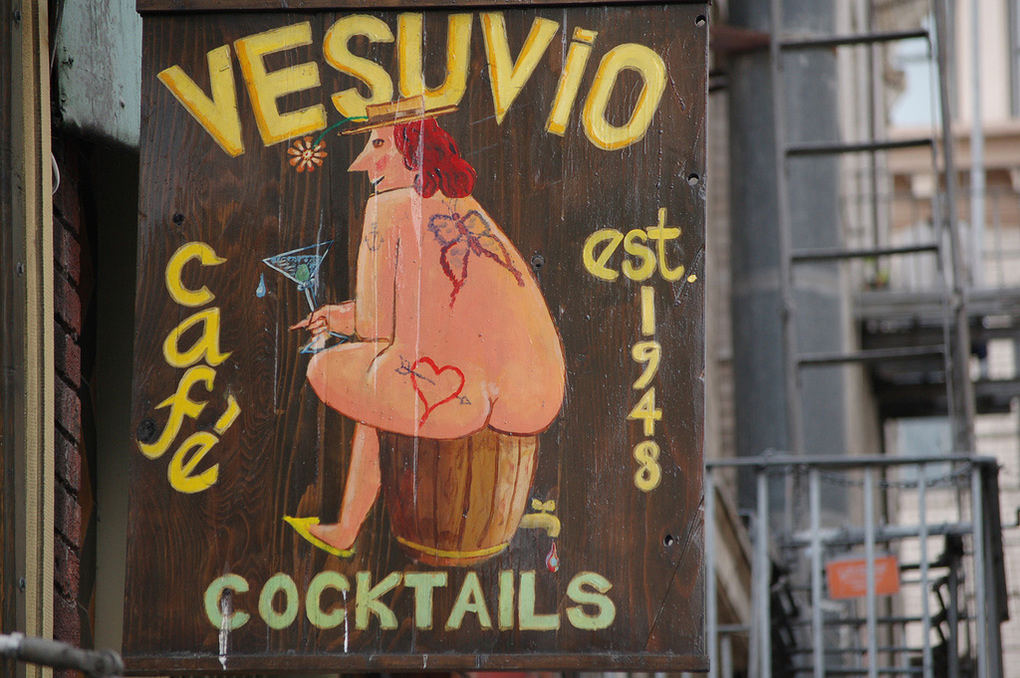 VESUViO
café
est.
1948
COCKTAILS